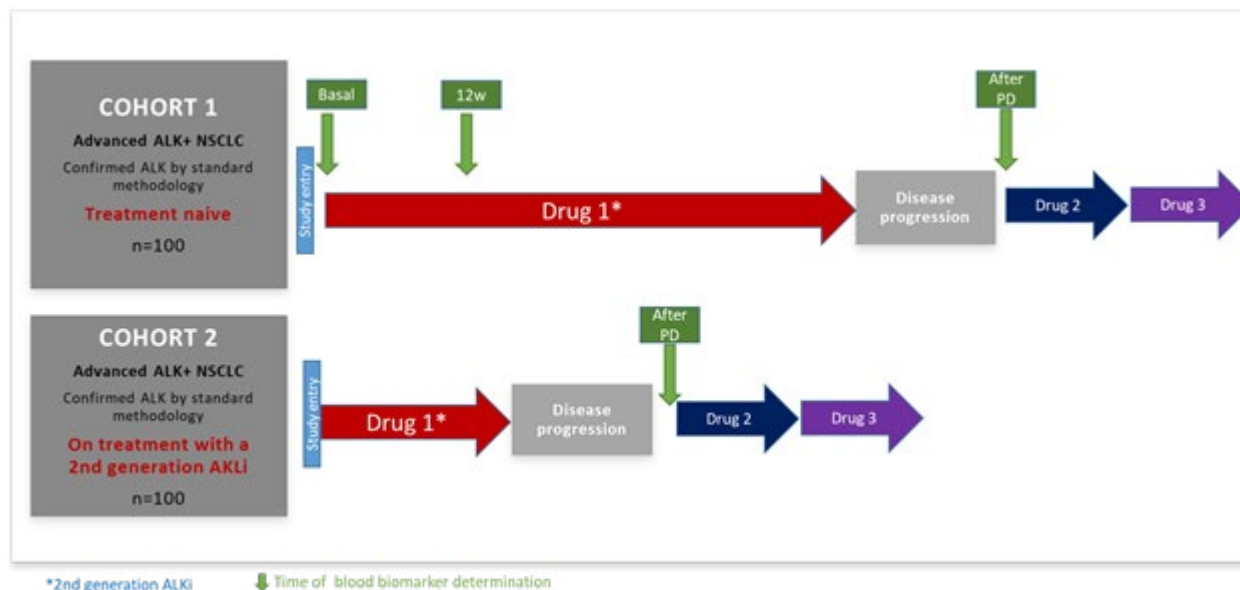 COHORT 1
Advanced ALK+ NSCLC
Confirmed ALK by standard
methodology
Treatment naíve
n=100
Study entry
Basal
12w
After
PD
Drug 1*
Disease
progression
Drug 2
Drug 3
COHORT 2
Advanced ALK+ NSCLC
Confirmed ALK by standard
methodology
On treatment with a
2nd generation AKLi
n=100
Study entry
After
PD
Drug 1*
Disease
progression
Drug 2
Drug 3
*2nd generation ALKi
Time of blood biomarker determination